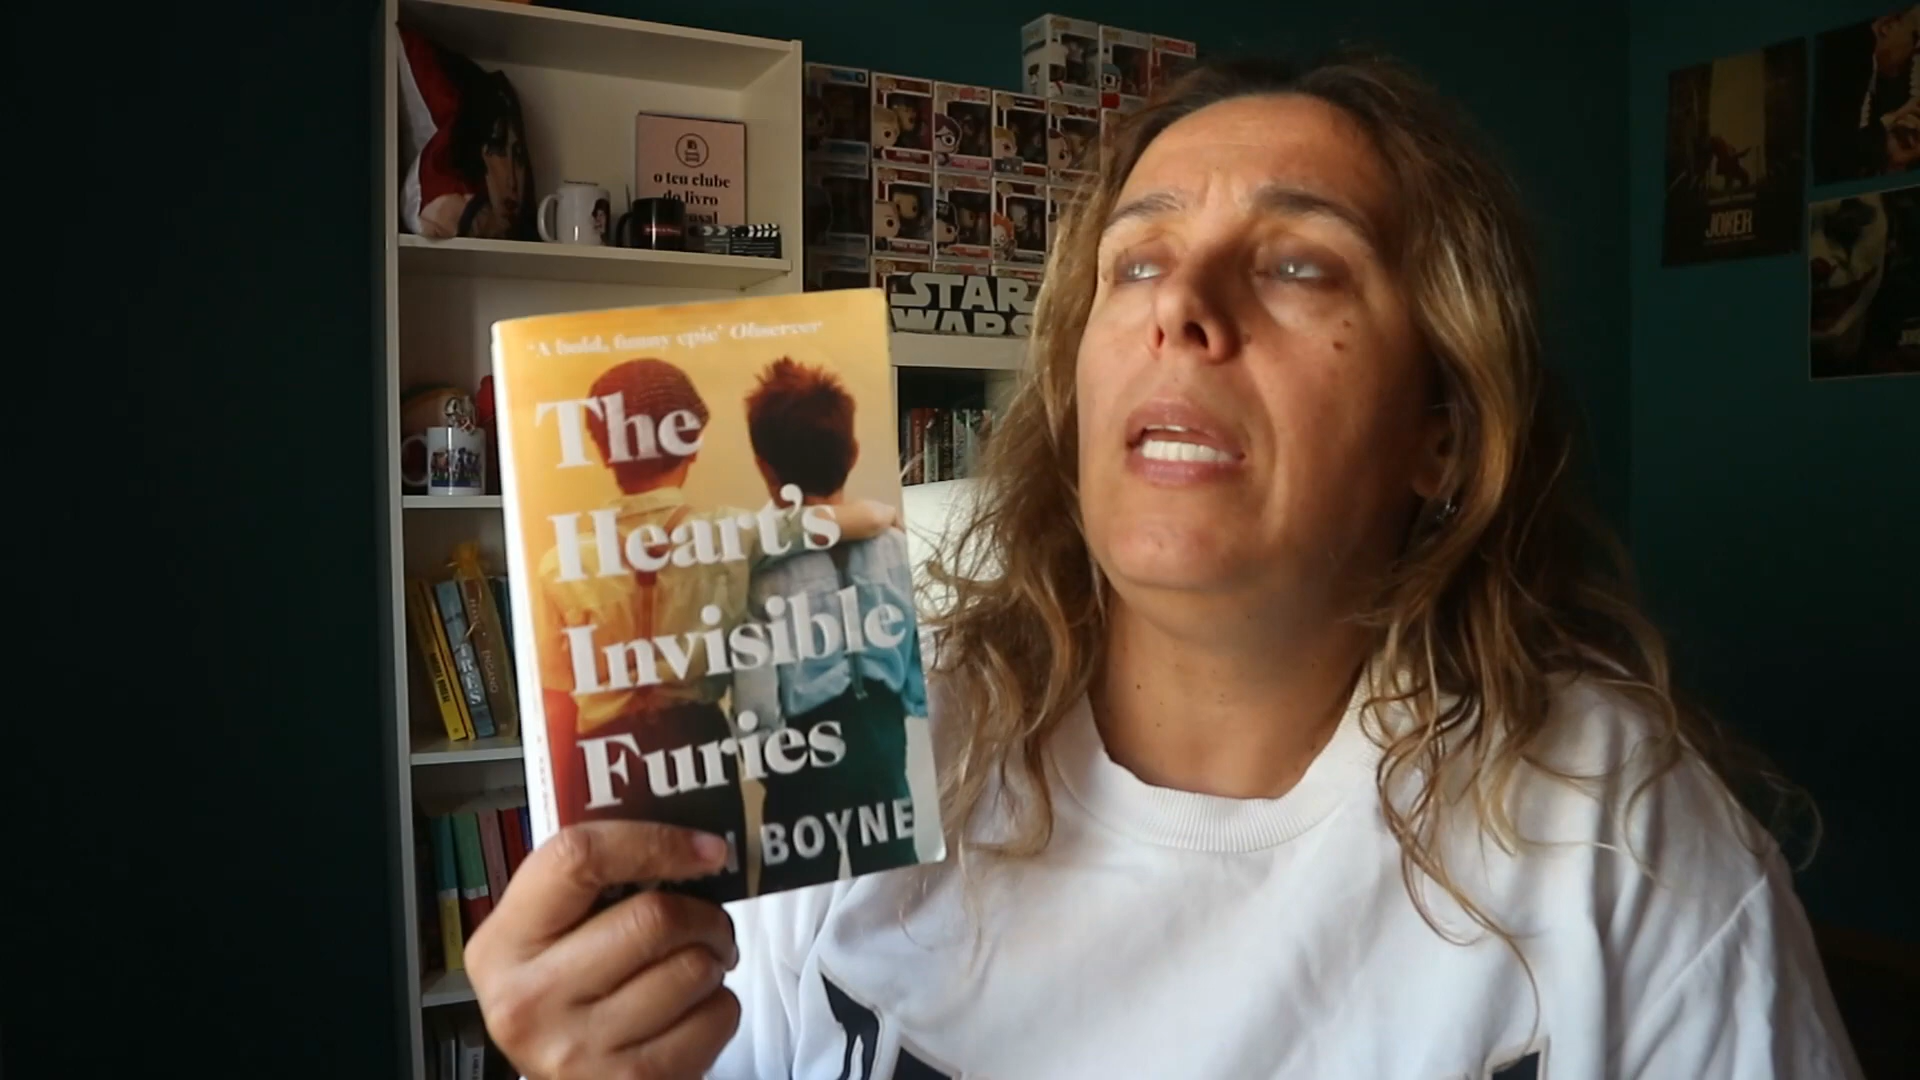 o teu clube
do livro
STAR
WARS
JOKER
'A bold, funny epic' Observer
The
Heart's
Invisible
Furies
BOYNE